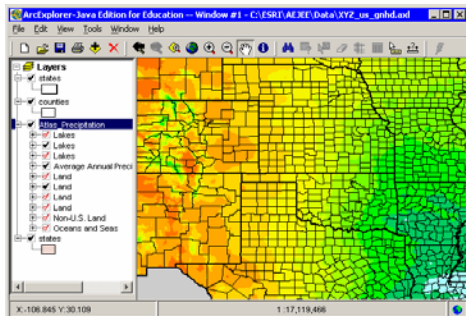 ArcExplorer-Java Edition for Education -- Window #1 - C:\ESRI\AEJEE\Data\XYZ_us_gnhd.axd
File Edit View Tools Window Help
Layers
states
counties
Atlas_Precipitation
Lakes
Lakes
Lakes
Average Annual Preci
Land
Land
Land
Land
Non-U.S. Land
Oceans and Seas
states
X:-106.845 Y:30.109
1:17,119,466